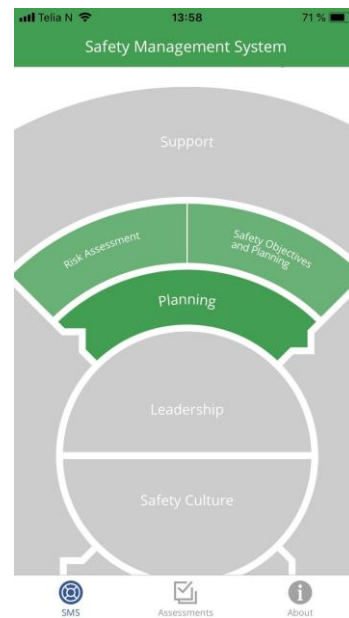 Telia N 13:58 71 %
Safety Management System
Support
Risk Assessment
Safety Objectives
and Planning
Planning
Leadership
Safety Culture
SMS Assessments About